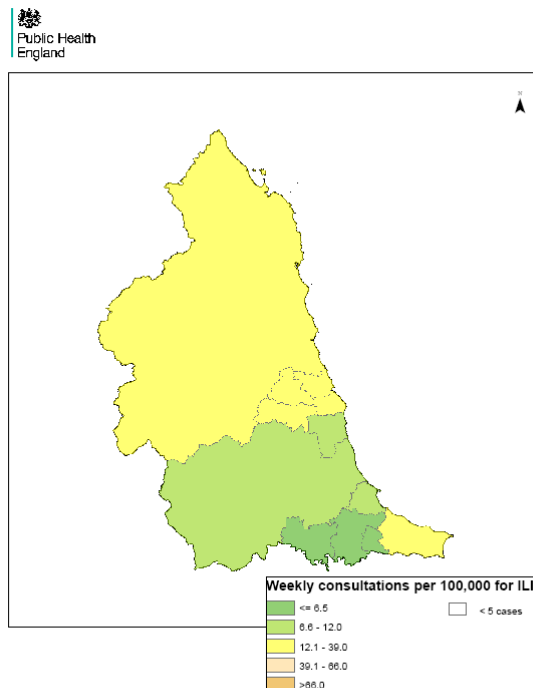 Public Health
England
N
Weekly consultations per 100,000 for ILI
<= 6.5
< 5 cases
6.6 - 12.0
12.1 - 39.0
39.1 - 66.0
>66.0